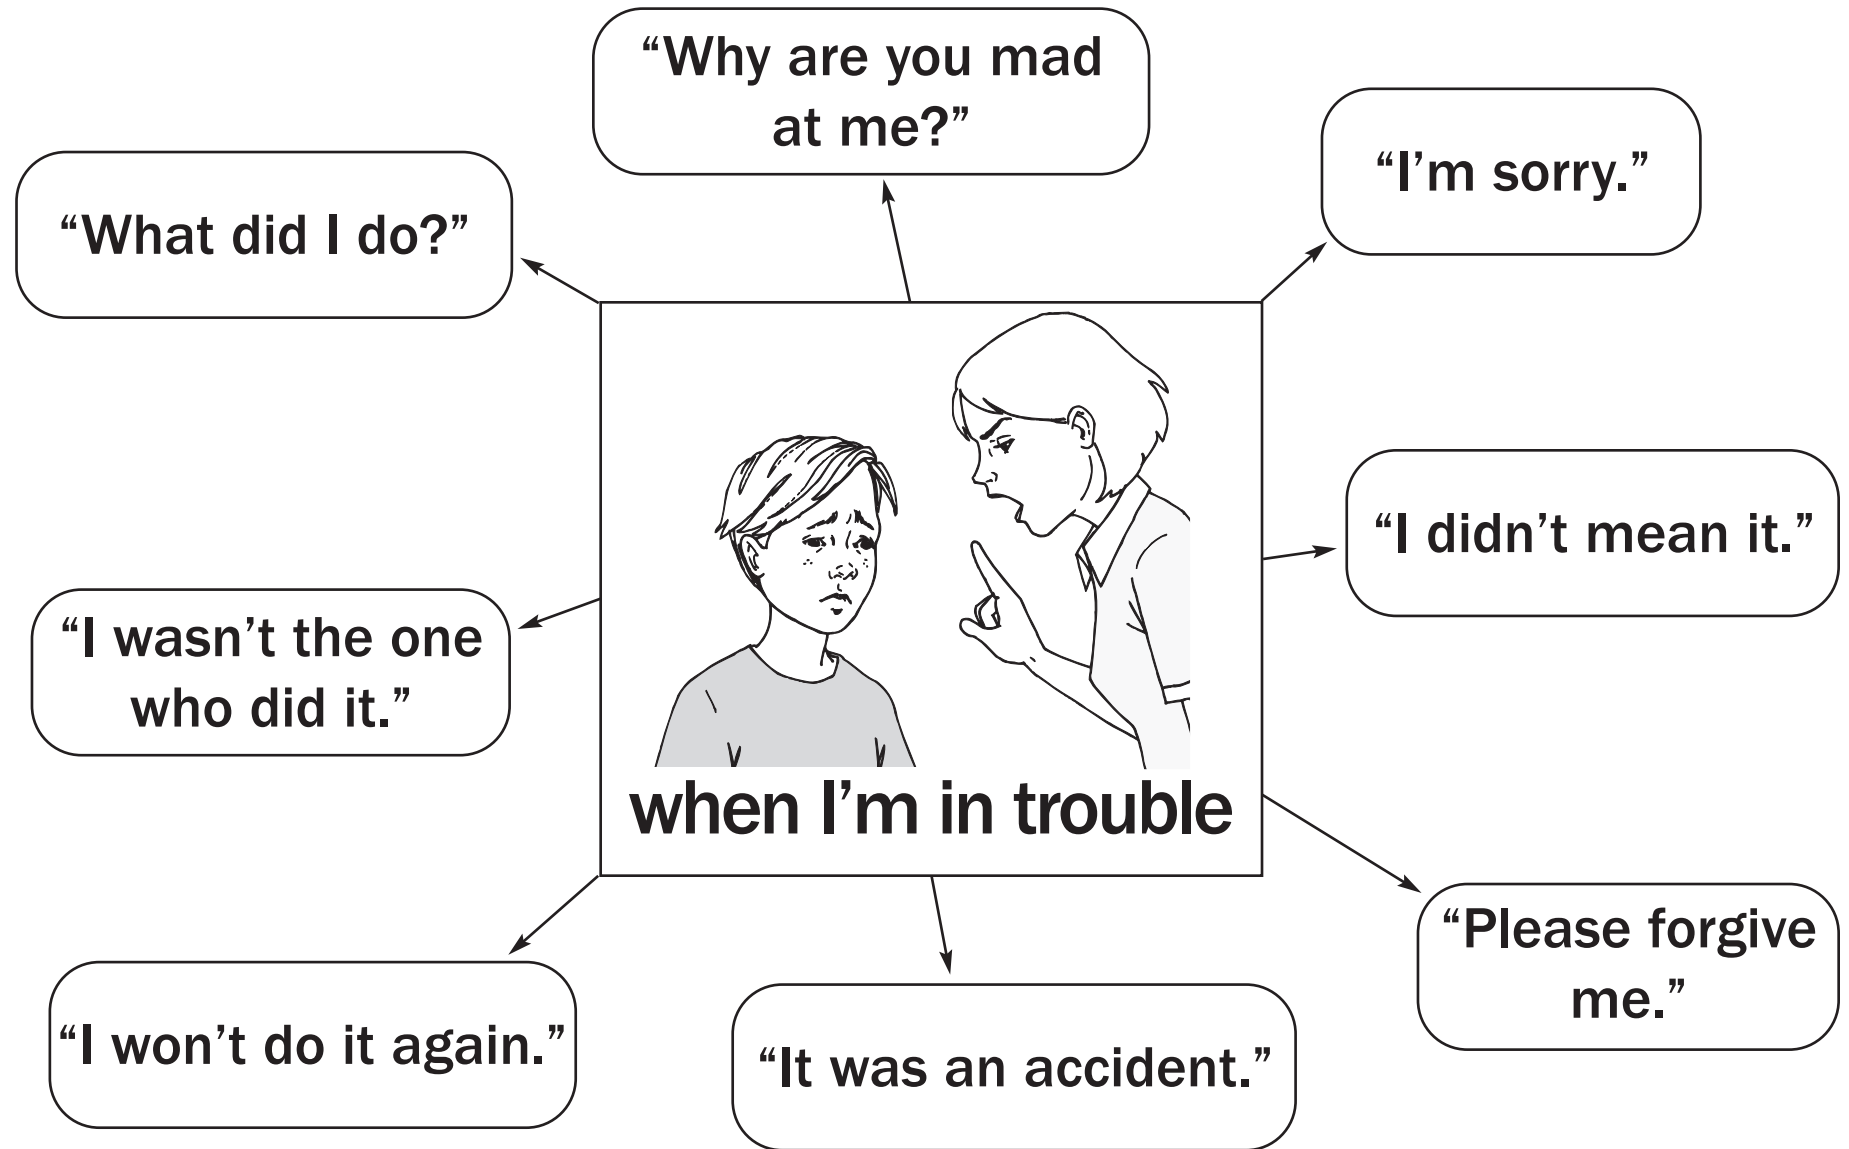 “Why are you mad
at me?”
“I’m sorry.”
“What did I do?”
“I didn’t mean it.”
“I wasn’t the one
who did it.”
when I’m in trouble
“Please forgive
me.”
“I won’t do it again.”
“It was an accident.”